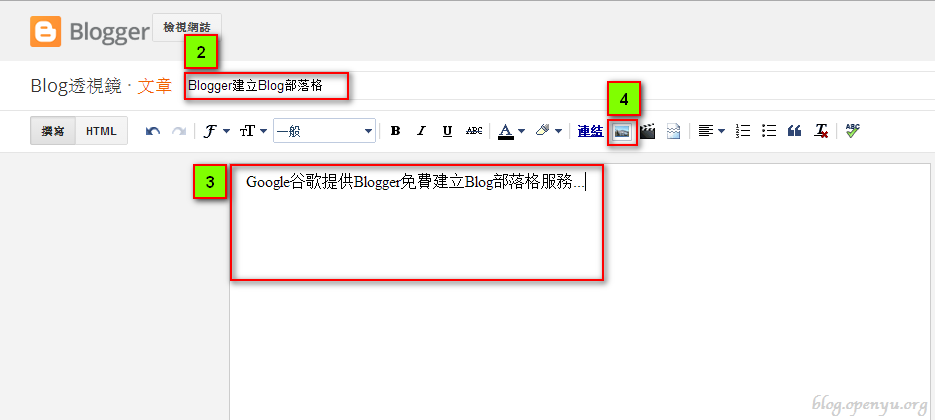 Blogger 檢視網誌
2
Blog透視鏡 · 文章 Blogger建立Blog部落格
4
撰寫 HTML 𝓕 TT 一般 B I U ABC A 連結 T ABC
3 Google谷歌提供Blogger免費建立Blog部落格服務...
blog.openyu.org